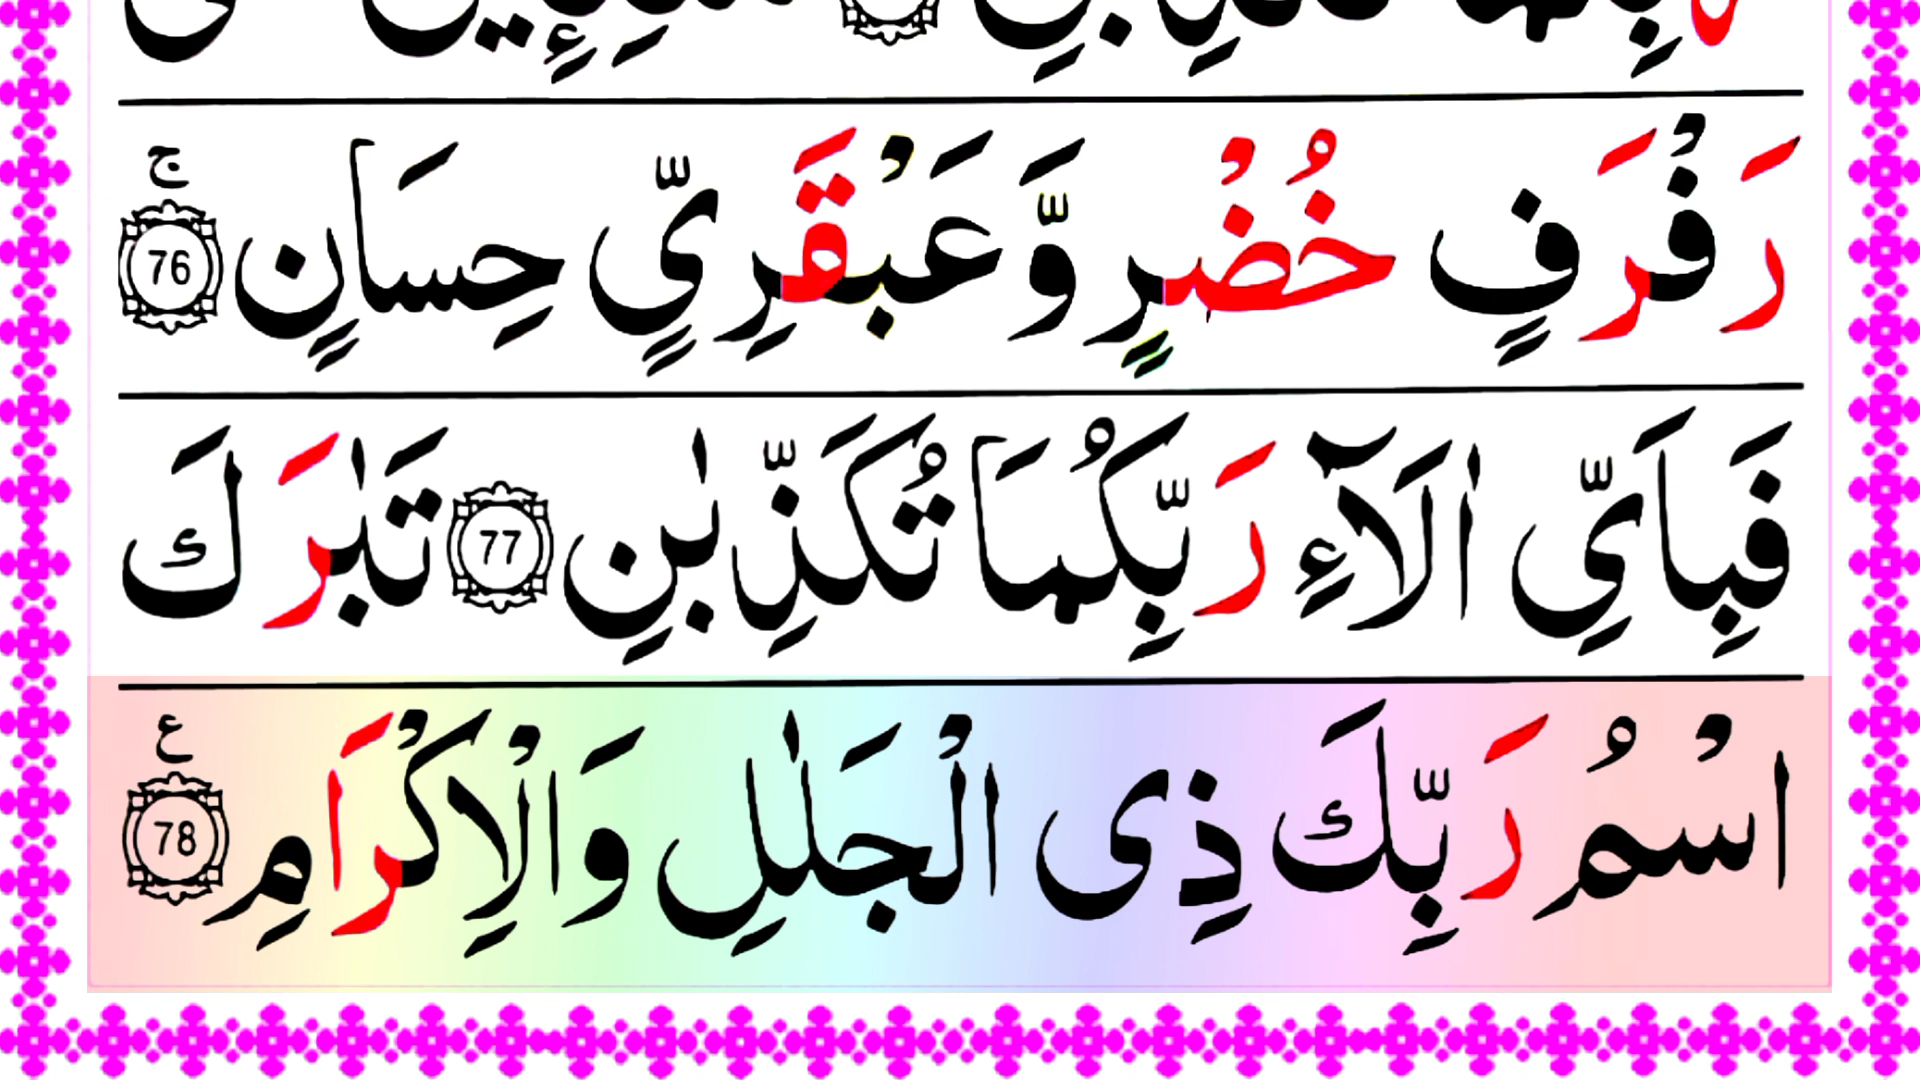 رَفْرَفٍ خُضْرٍ وَّعَبْقَرِیٍّ حِسَانٍ ج 76
فَبِاَیِّ اٰلَآءِ رَبِّكُمَا تُكَذِّبٰنِ 77 تَبٰرَكَ
اسْمُ رَبِّكَ ذِی الْجَلٰلِ وَالْاِكْرَامِ ع 78